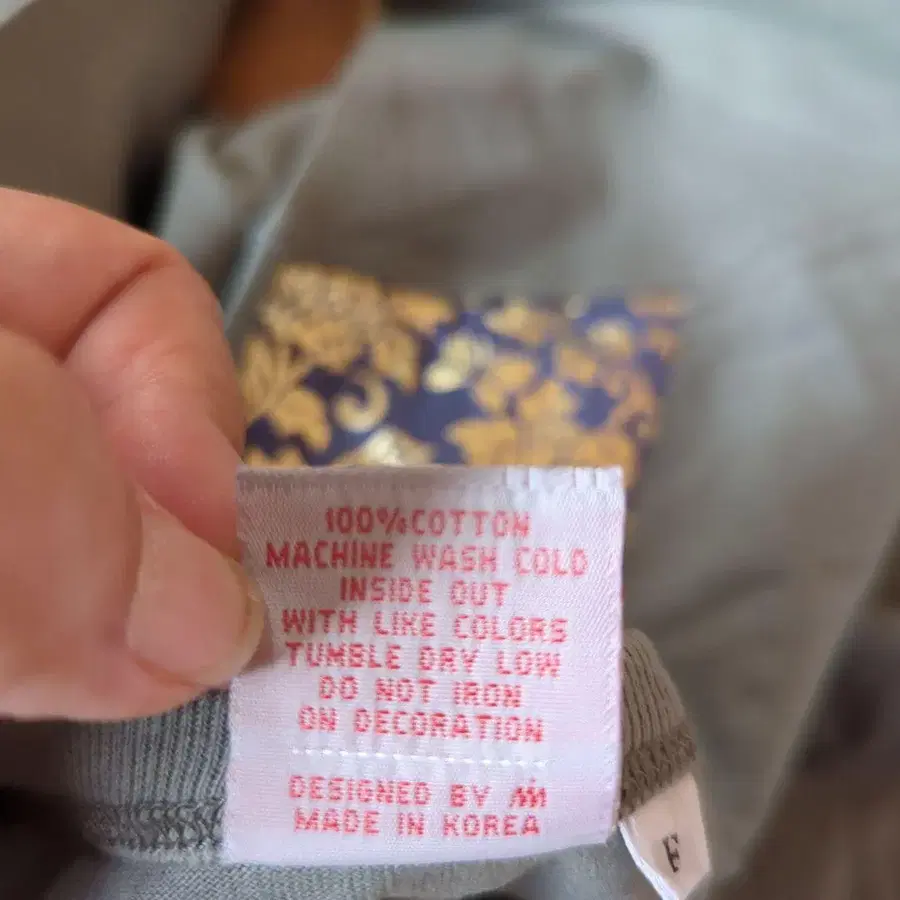 100%COTTON
MACHINE WASH COLD
INSIDE OUT
WITH LIKE COLORS
TUMBLE DRY LOW
DO NOT IRON
ON DECORATION
DESIGNED BY
MADE IN KOREA
F